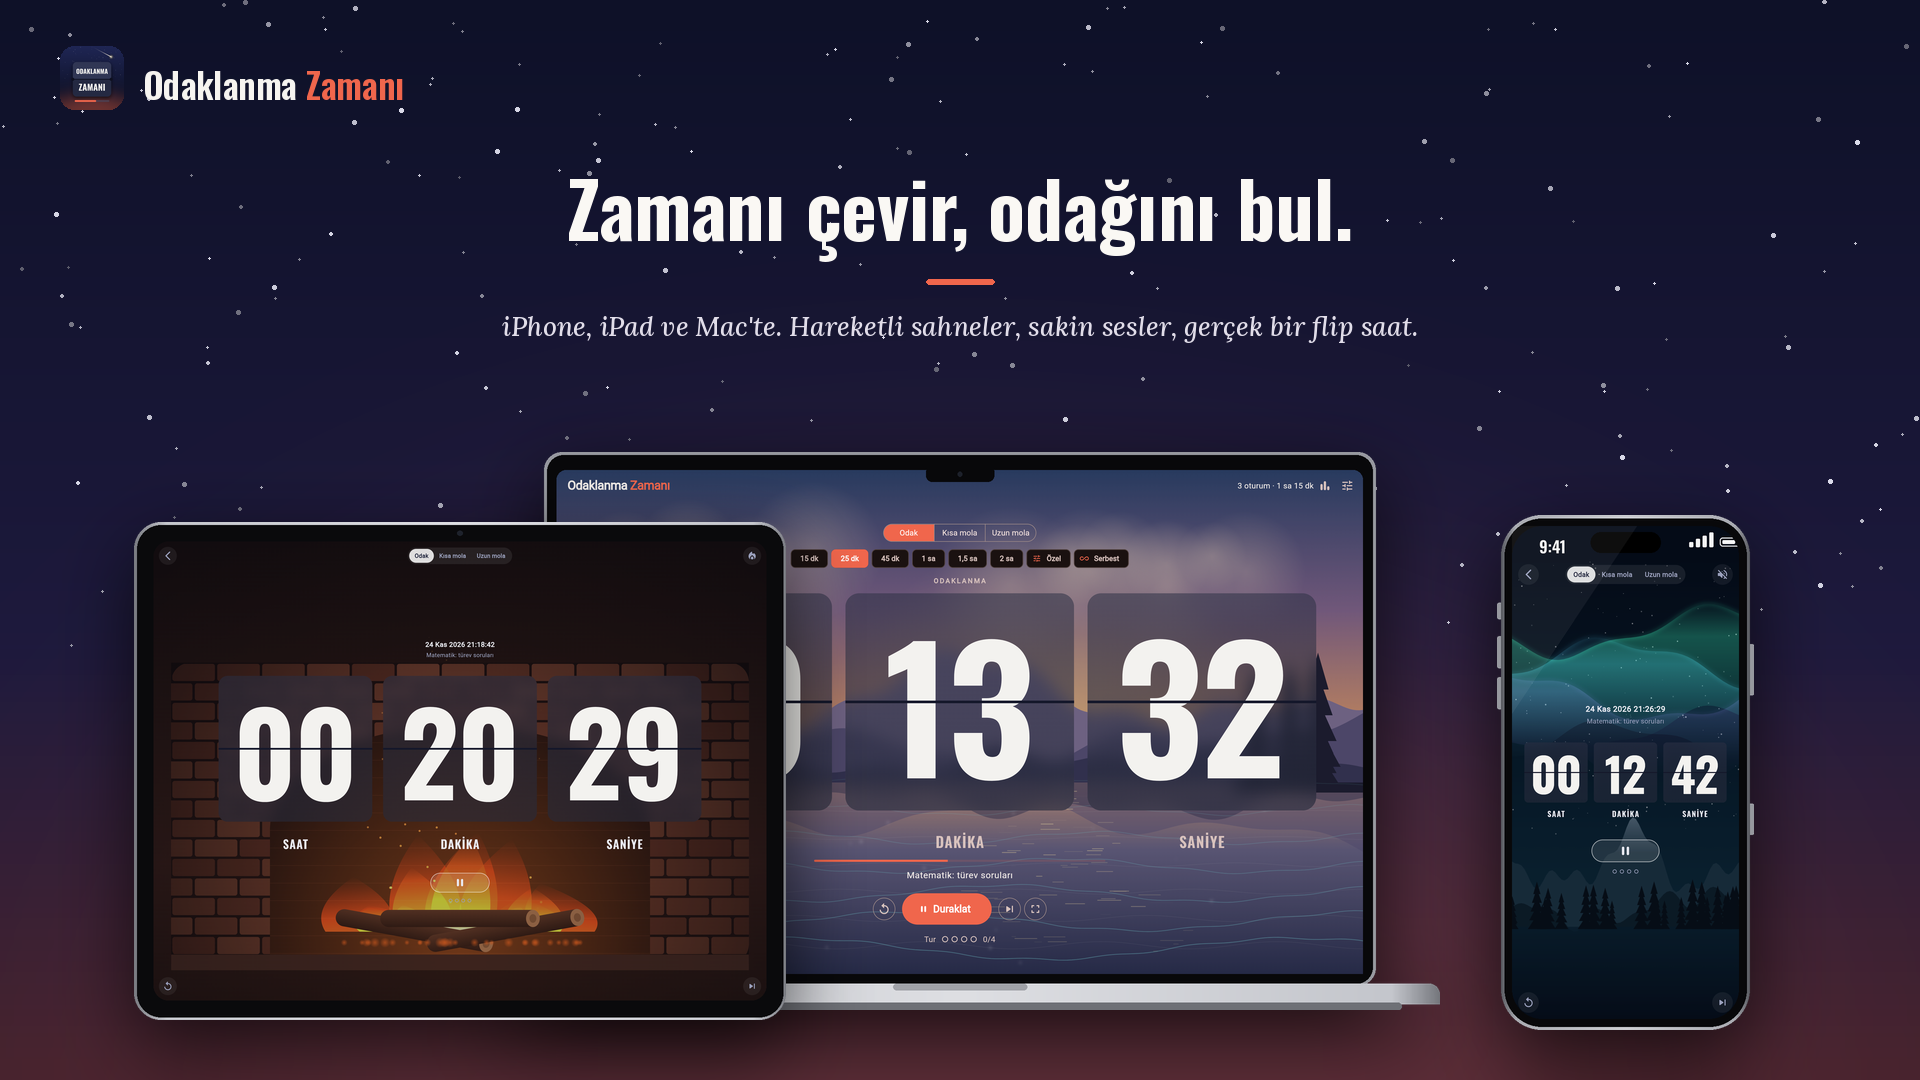 ODAKLANMA
ZAMANI
Odaklanma Zamanı
Zamanı çevir, odağını bul.
iPhone, iPad ve Mac'te. Hareketli sahneler, sakin sesler, gerçek bir flip saat.
Odak Kısa mola Uzun mola
24 Kas 2026 21:18:42
Matematik: türev soruları
00 20 29
SAAT DAKİKA SANİYE
Odaklanma Zamanı
3 oturum · 1 sa 15 dk
Odak Kısa mola Uzun mola
15 dk 25 dk 45 dk 1 sa 1,5 sa 2 sa Özel Serbest
ODAKLANMA
13 32
DAKİKA SANİYE
Matematik: türev soruları
Duraklat
Tur 0/4
9:41
Odak Kısa mola Uzun mola
24 Kas 2026 21:26:29
Matematik: türev soruları
00 12 42
SAAT DAKİKA SANİYE